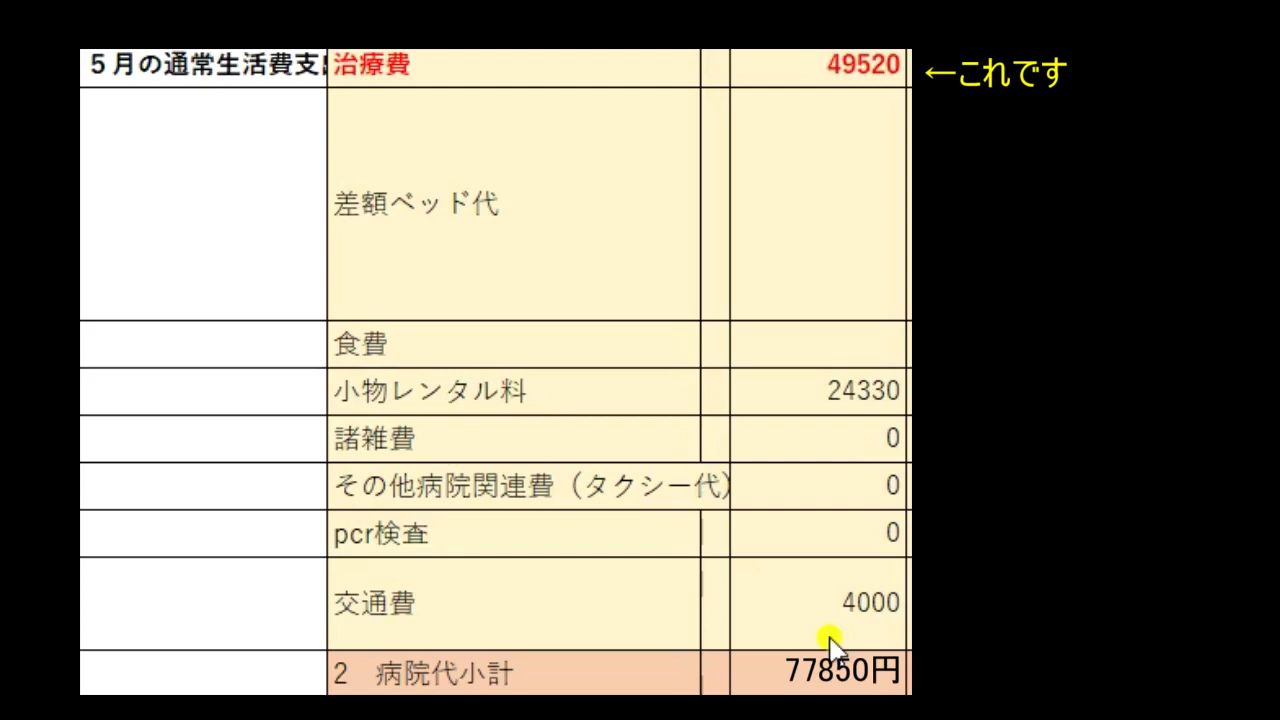 ５月の通常生活費支 治療費 49520 ←これです
差額ベッド代
食費
小物レンタル料 24330
諸雑費 0
その他病院関連費（タクシー代） 0
pcr検査 0
交通費 4000
2　病院代小計 77850円